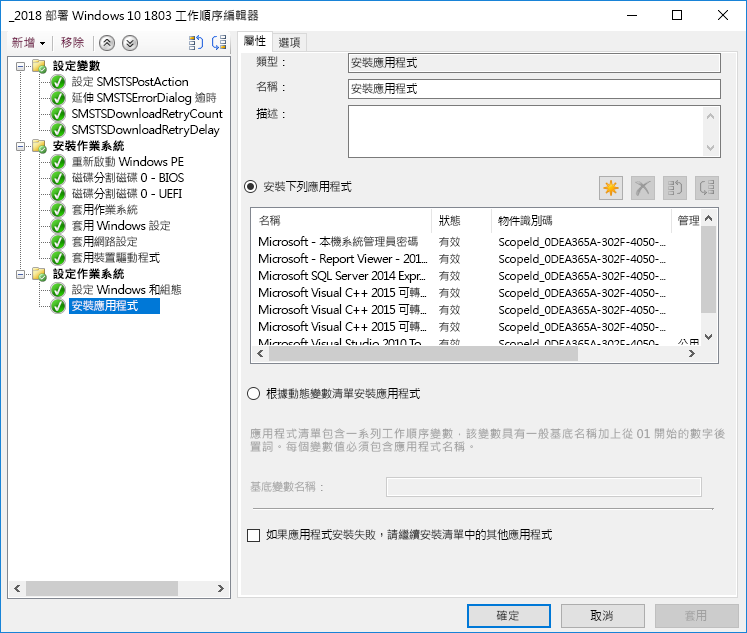 _2018 部署 Windows 10 1803 工作順序編輯器
新增 移除
設定變數
設定 SMSTSPostAction
延伸 SMSTSErrorDialog 逾時
SMSTSDownloadRetryCount
SMSTSDownloadRetryDelay
安裝作業系統
重新啟動 Windows PE
磁碟分割磁碟 0 - BIOS
磁碟分割磁碟 0 - UEFI
套用作業系統
套用 Windows 設定
套用網路設定
套用裝置驅動程式
設定作業系統
設定 Windows 和組態
安裝應用程式
屬性 選項
類型： 安裝應用程式
名稱： 安裝應用程式
描述：
安裝下列應用程式
名稱 狀態 物件識別碼 管理
Microsoft - 本機系統管理員密碼 有效 ScopeId_0DEA365A-302F-4050-...
Microsoft - Report Viewer - 201... 有效 ScopeId_0DEA365A-302F-4050-...
Microsoft SQL Server 2014 Expr... 有效 ScopeId_0DEA365A-302F-4050-...
Microsoft Visual C++ 2015 可轉... 有效 ScopeId_0DEA365A-302F-4050-...
Microsoft Visual C++ 2015 可轉... 有效 ScopeId_0DEA365A-302F-4050-...
Microsoft Visual C++ 2015 可轉... 有效 ScopeId_0DEA365A-302F-4050-...
Microsoft Visual Studio 2010 To... 有效 ScopeId_0DEA365A-302F-4050-... 公用
根據動態變數清單安裝應用程式
應用程式清單包含一系列工作順序變數，該變數具有一般基底名稱加上從 01 開始的數字後
置詞。每個變數值必須包含應用程式名稱。
基底變數名稱：
如果應用程式安裝失敗，請繼續安裝清單中的其他應用程式
確定 取消 套用